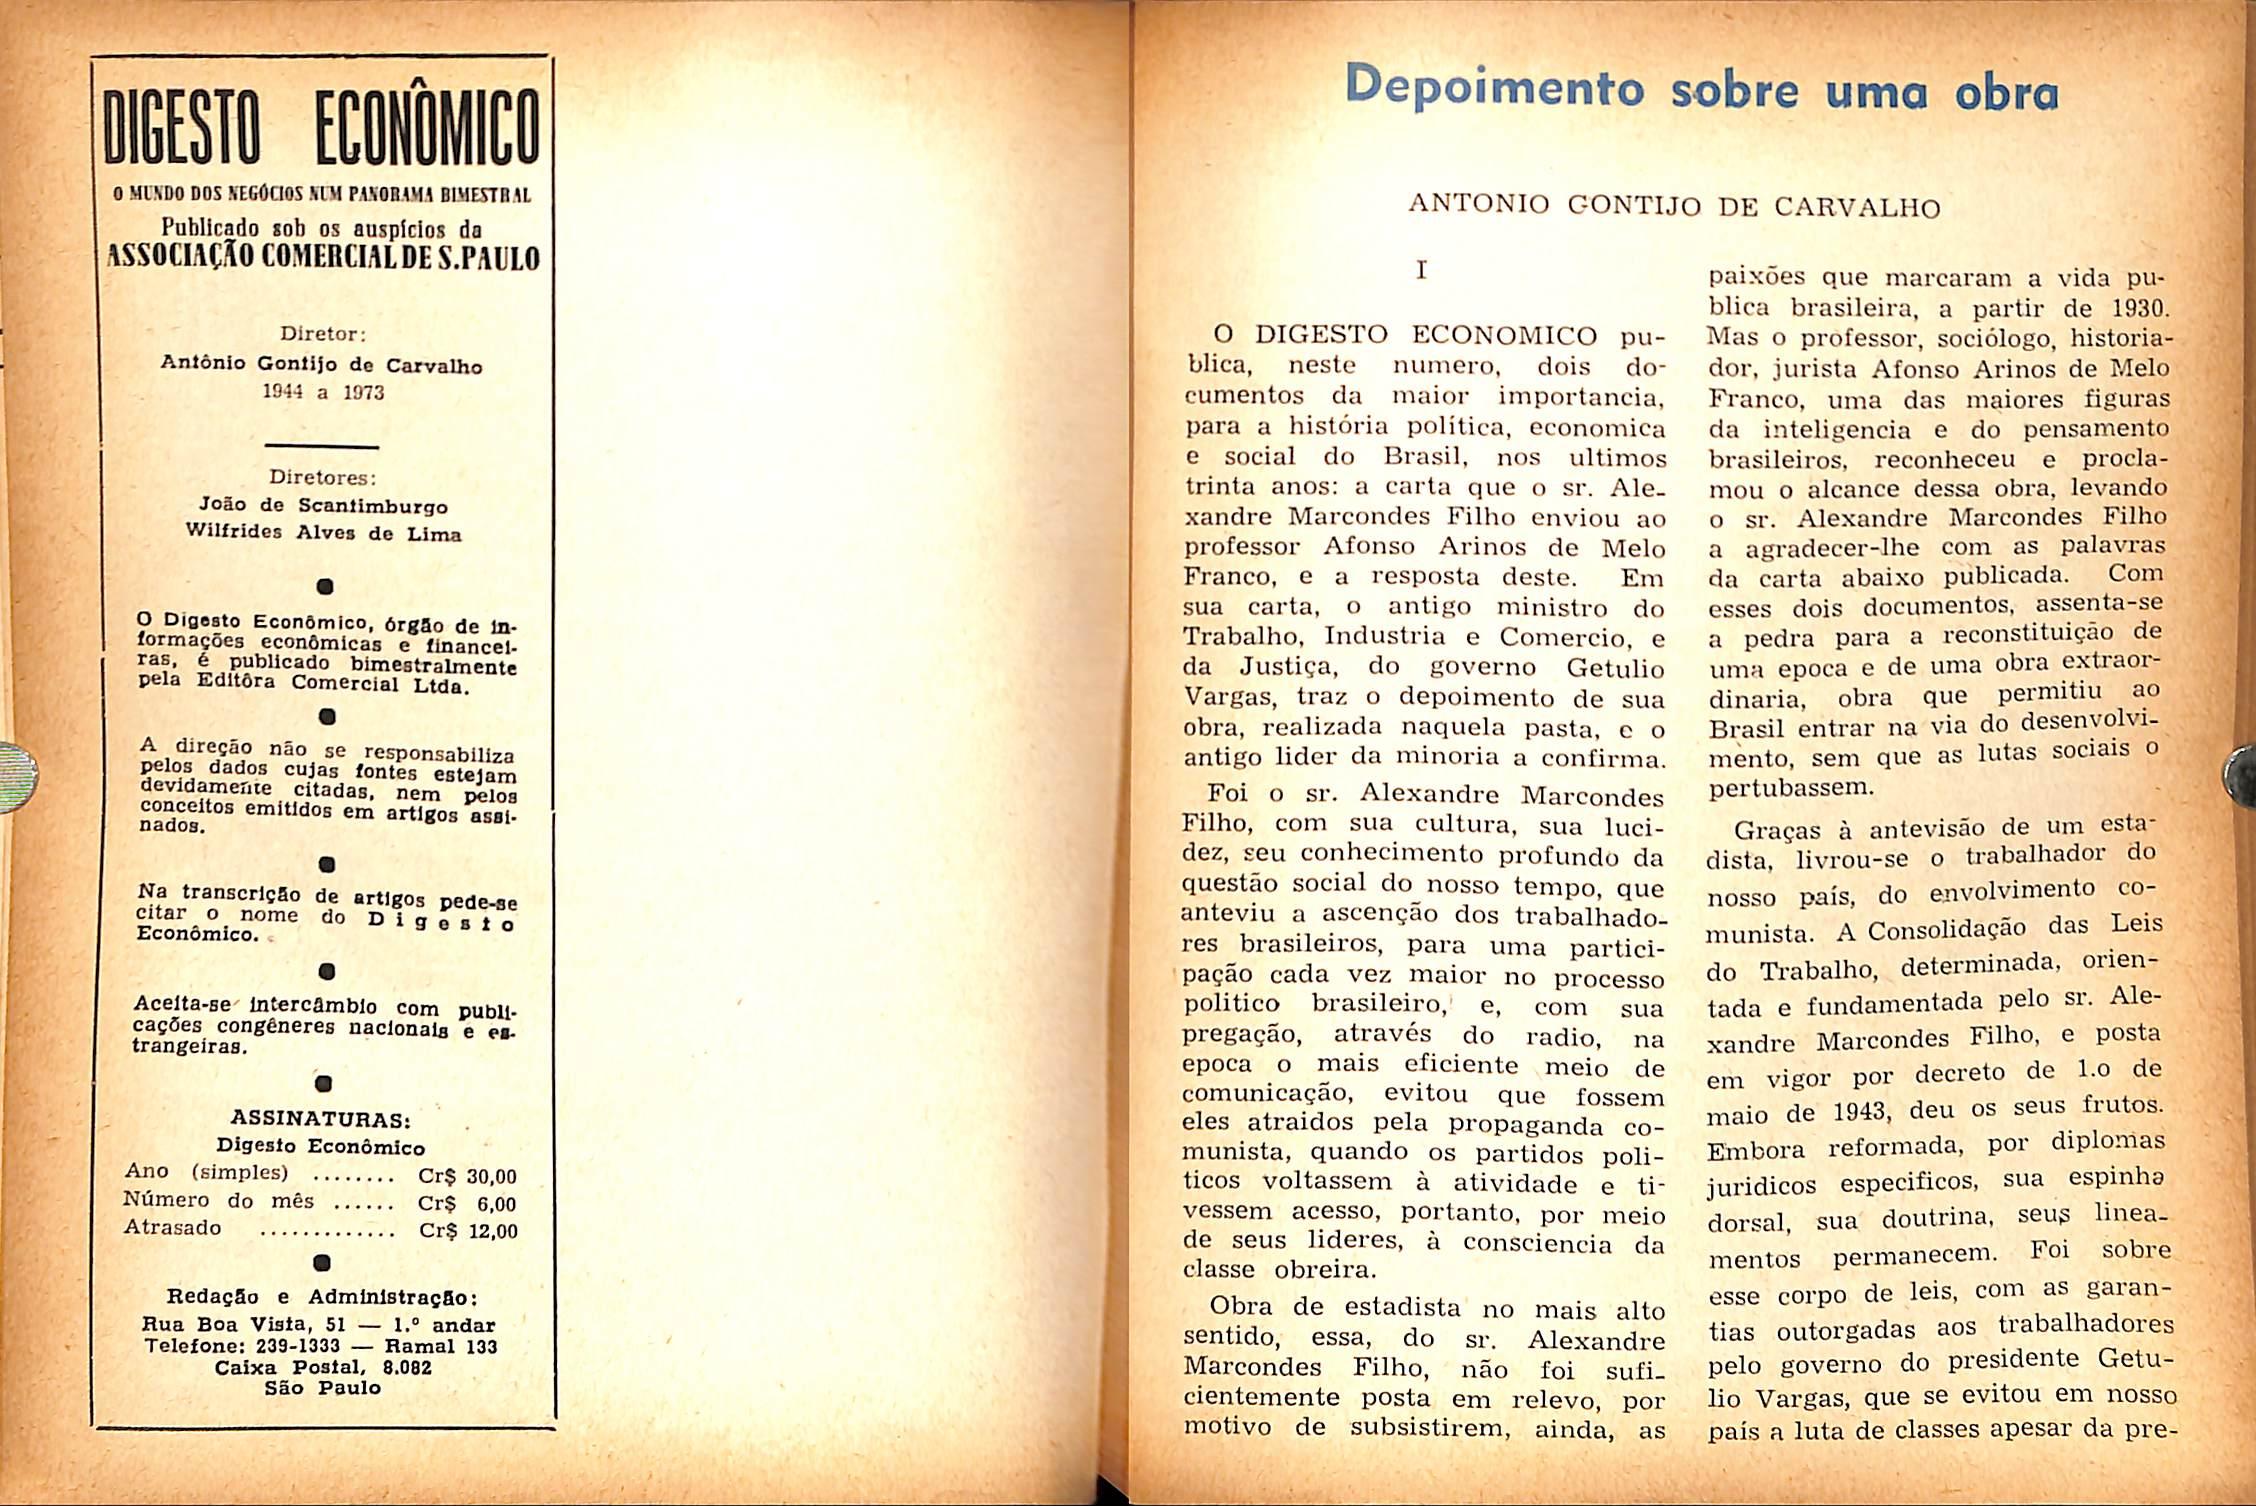 DIGESTO ECONÔMICO
O MUNDO DOS NEGÓCIOS NUM PANORAMA BIMESTRAL
Publicado sob os auspícios da
ASSOCIAÇÃO COMERCIAL DE S.PAULO
Diretor:
Antônio Gontijo de Carvalho
1944 a 1973
Diretores:
João de Scantimburgo
Wilfrides Alves de Lima
O Digesto Econômico, órgão de in-
formações econômicas e financei-
ras, é publicado bimestralmente
pela Editôra Comercial Ltda.
A direção não se responsabiliza
pelos dados cujas fontes estejam
devidamente citadas, nem pelos
conceitos emitidos em artigos assi-
nados.
Na transcrição de artigos pede-se
citar o nome do Digesto
Econômico.
Aceita-se intercâmbio com publi-
cações congêneres nacionais e es-
trangeiras.
ASSINATURAS:
Digesto Econômico
Ano (simples) ........ Cr$ 30,00
Número do mês ...... Cr$ 6,00
Atrasado ............. Cr$ 12,00
Redação e Administração:
Rua Boa Vista, 51 — 1.º andar
Telefone: 239-1333 — Ramal 133
Caixa Postal, 8.082
São Paulo
Depoimento sobre uma obra
ANTONIO GONTIJO DE CARVALHO
I
O DIGESTO ECONOMICO pu-
blica, neste numero, dois do-
cumentos da maior importancia,
para a história política, economica
e social do Brasil, nos ultimos
trinta anos: a carta que o sr. Ale-
xandre Marcondes Filho enviou ao
professor Afonso Arinos de Melo
Franco, e a resposta deste. Em
sua carta, o antigo ministro do
Trabalho, Industria e Comercio, e
da Justiça, do governo Getulio
Vargas, traz o depoimento de sua
obra, realizada naquela pasta, e o
antigo lider da minoria a confirma.
Foi o sr. Alexandre Marcondes
Filho, com sua cultura, sua luci-
dez, seu conhecimento profundo da
questão social do nosso tempo, que
anteviu a ascenção dos trabalhado-
res brasileiros, para uma partici-
pação cada vez maior no processo
politico brasileiro, e, com sua
pregação, através do radio, na
epoca o mais eficiente meio de
comunicação, evitou que fossem
eles atraidos pela propaganda co-
munista, quando os partidos poli-
ticos voltassem à atividade e ti-
vessem acesso, portanto, por meio
de seus lideres, à consciencia da
classe obreira.
Obra de estadista no mais alto
sentido, essa, do sr. Alexandre
Marcondes Filho, não foi sufi-
cientemente posta em relevo, por
motivo de subsistirem, ainda, as
paixões que marcaram a vida pu-
blica brasileira, a partir de 1930.
Mas o professor, sociólogo, historia-
dor, jurista Afonso Arinos de Melo
Franco, uma das maiores figuras
da inteligencia e do pensamento
brasileiros, reconheceu e procla-
mou o alcance dessa obra, levando
o sr. Alexandre Marcondes Filho
a agradecer-lhe com as palavras
da carta abaixo publicada. Com
esses dois documentos, assenta-se
a pedra para a reconstituição de
uma epoca e de uma obra extraor-
dinaria, obra que permitiu ao
Brasil entrar na via do desenvolvi-
mento, sem que as lutas sociais o
pertubassem.
Graças à antevisão de um esta-
dista, livrou-se o trabalhador do
nosso país, do envolvimento co-
munista. A Consolidação das Leis
do Trabalho, determinada, orien-
tada e fundamentada pelo sr. Ale-
xandre Marcondes Filho, e posta
em vigor por decreto de 1.o de
maio de 1943, deu os seus frutos.
Embora reformada, por diplomas
juridicos especificos, sua espinha
dorsal, sua doutrina, seus linea-
mentos permanecem. Foi sobre
esse corpo de leis, com as garan-
tias outorgadas aos trabalhadores
pelo governo do presidente Getu-
lio Vargas, que se evitou em nosso
país a luta de classes apesar da pre-